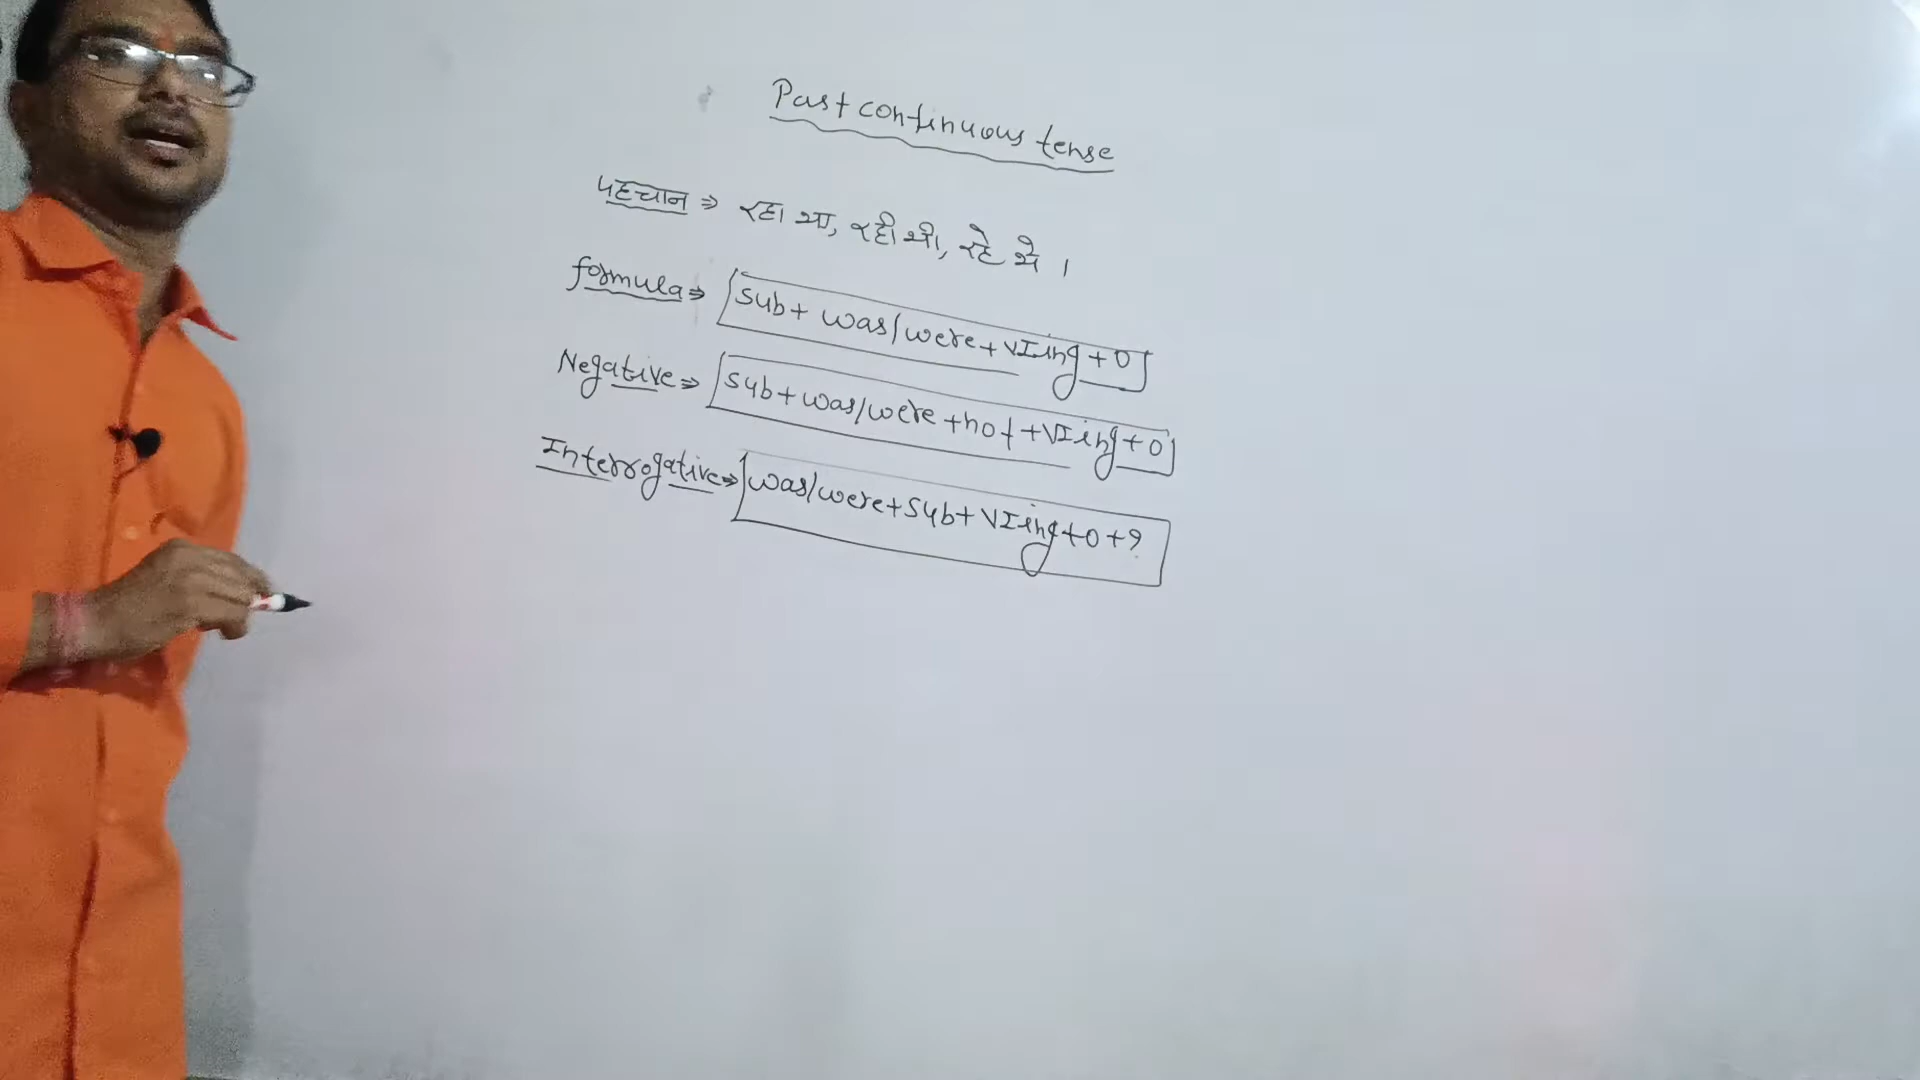 Past continuous tense
पहचान ⇒ रहा था, रही थी, रहे थे ।
formula ⇒ Sub + was/were + VIing + O
Negative ⇒ Sub + was/were + not + VIing + O
Interrogative ⇒ was/were + Sub + VIing + O + ?